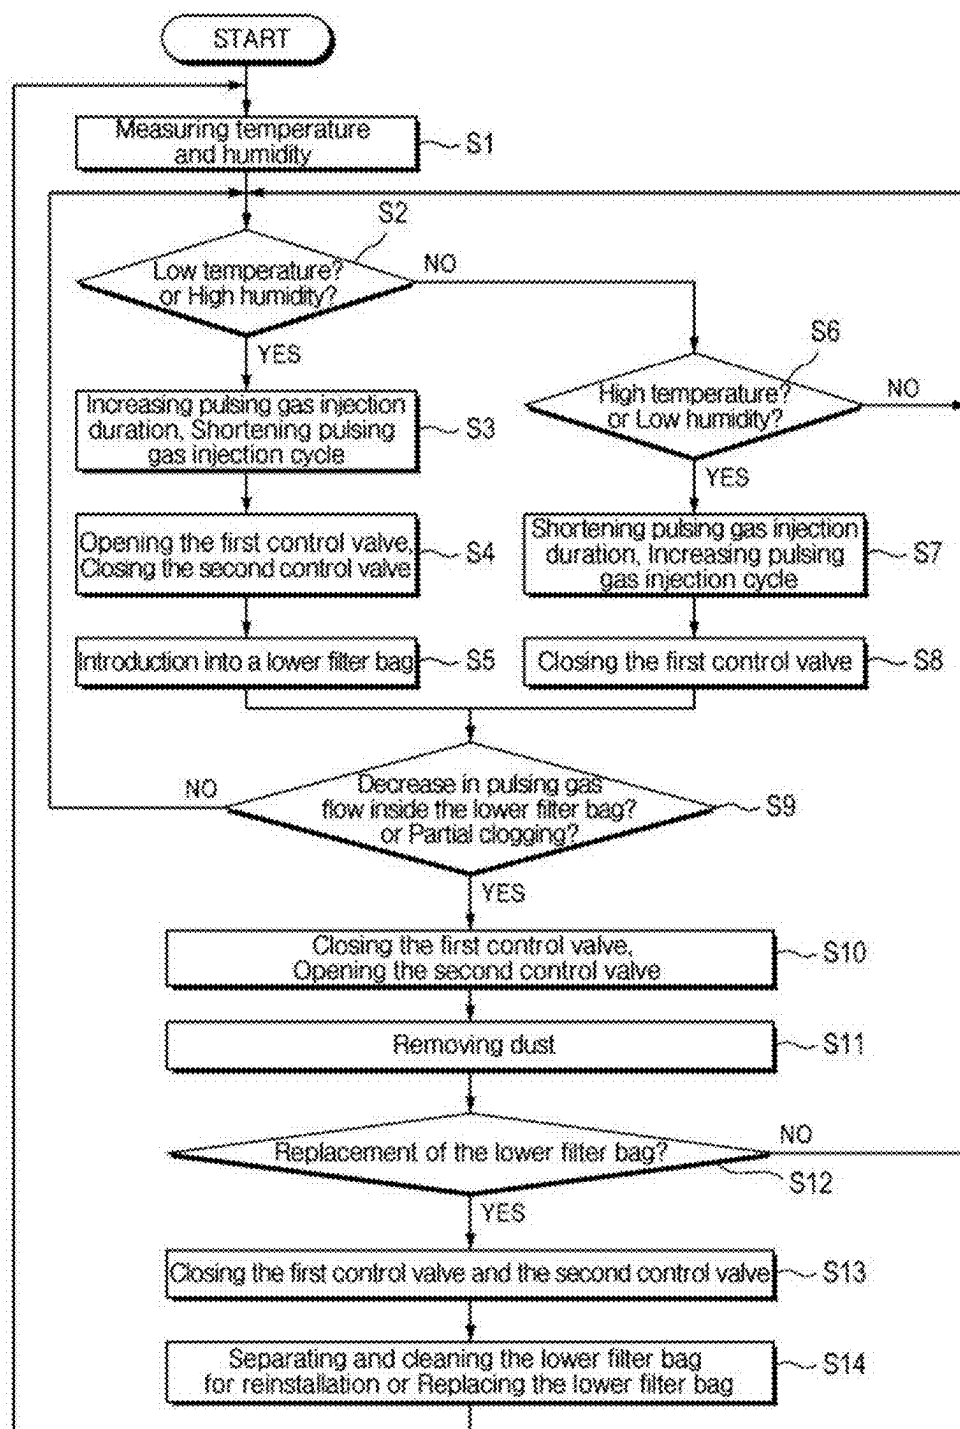 START
Measuring temperature
and humidity
S1
S2
Low temperature?
or High humidity?
NO
YES
S6
High temperature?
or Low humidity?
NO
YES
Increasing pulsing gas injection
duration, Shortening pulsing
gas injection cycle
S3
Opening the first control valve,
Closing the second control valve
S4
Shortening pulsing gas injection
duration, Increasing pulsing
gas injection cycle
S7
Introduction into a lower filter bag
S5
Closing the first control valve
S8
NO
Decrease in pulsing gas
flow inside the lower filter bag?
or Partial clogging?
S9
YES
Closing the first control valve,
Opening the second control valve
S10
Removing dust
S11
Replacement of the lower filter bag?
NO
S12
YES
Closing the first control valve and the second control valve
S13
Separating and cleaning the lower filter bag
for reinstallation or Replacing the lower filter bag
S14